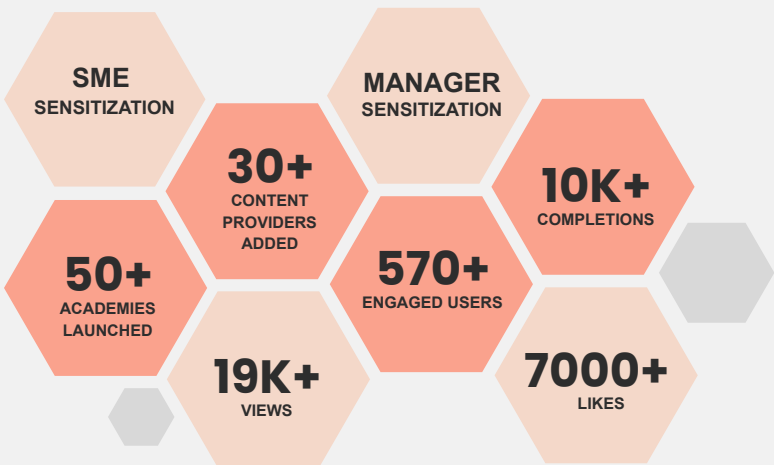 SME
SENSITIZATION
MANAGER
SENSITIZATION
30+
CONTENT
PROVIDERS
ADDED
10K+
COMPLETIONS
50+
ACADEMIES
LAUNCHED
570+
ENGAGED USERS
19K+
VIEWS
7000+
LIKES